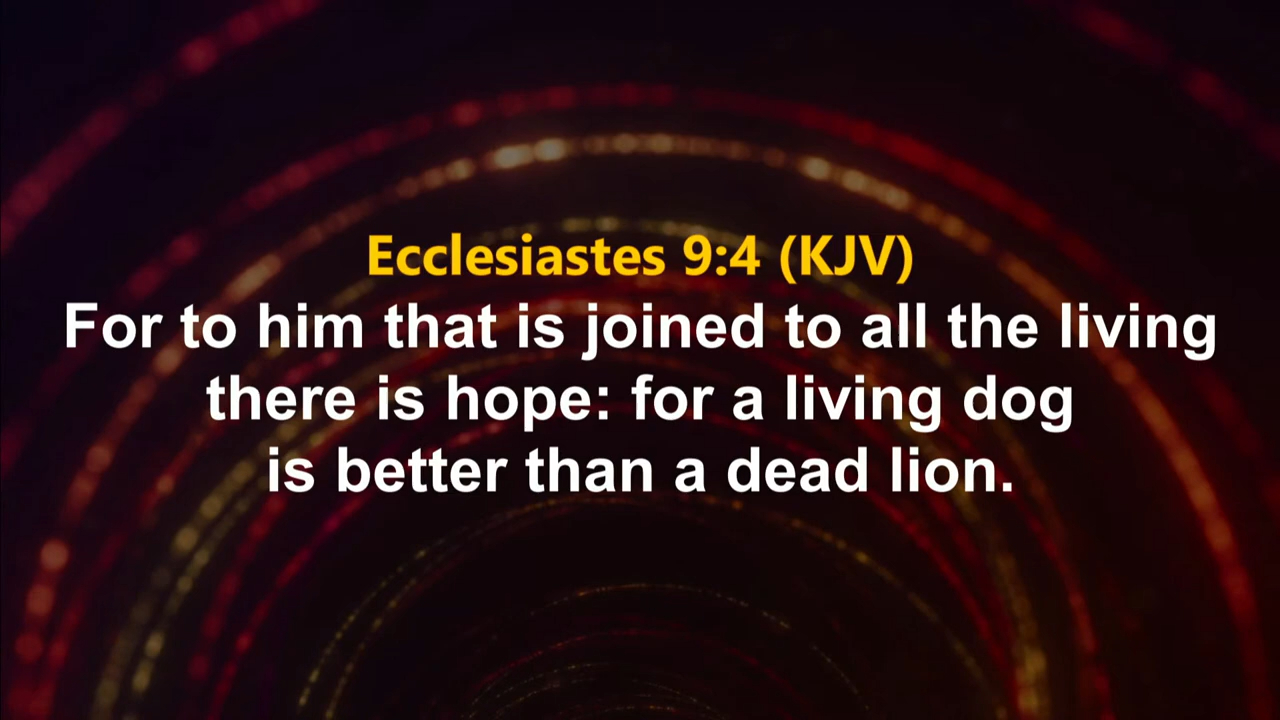 Ecclesiastes 9:4 (KJV)
For to him that is joined to all the living
there is hope: for a living dog
is better than a dead lion.